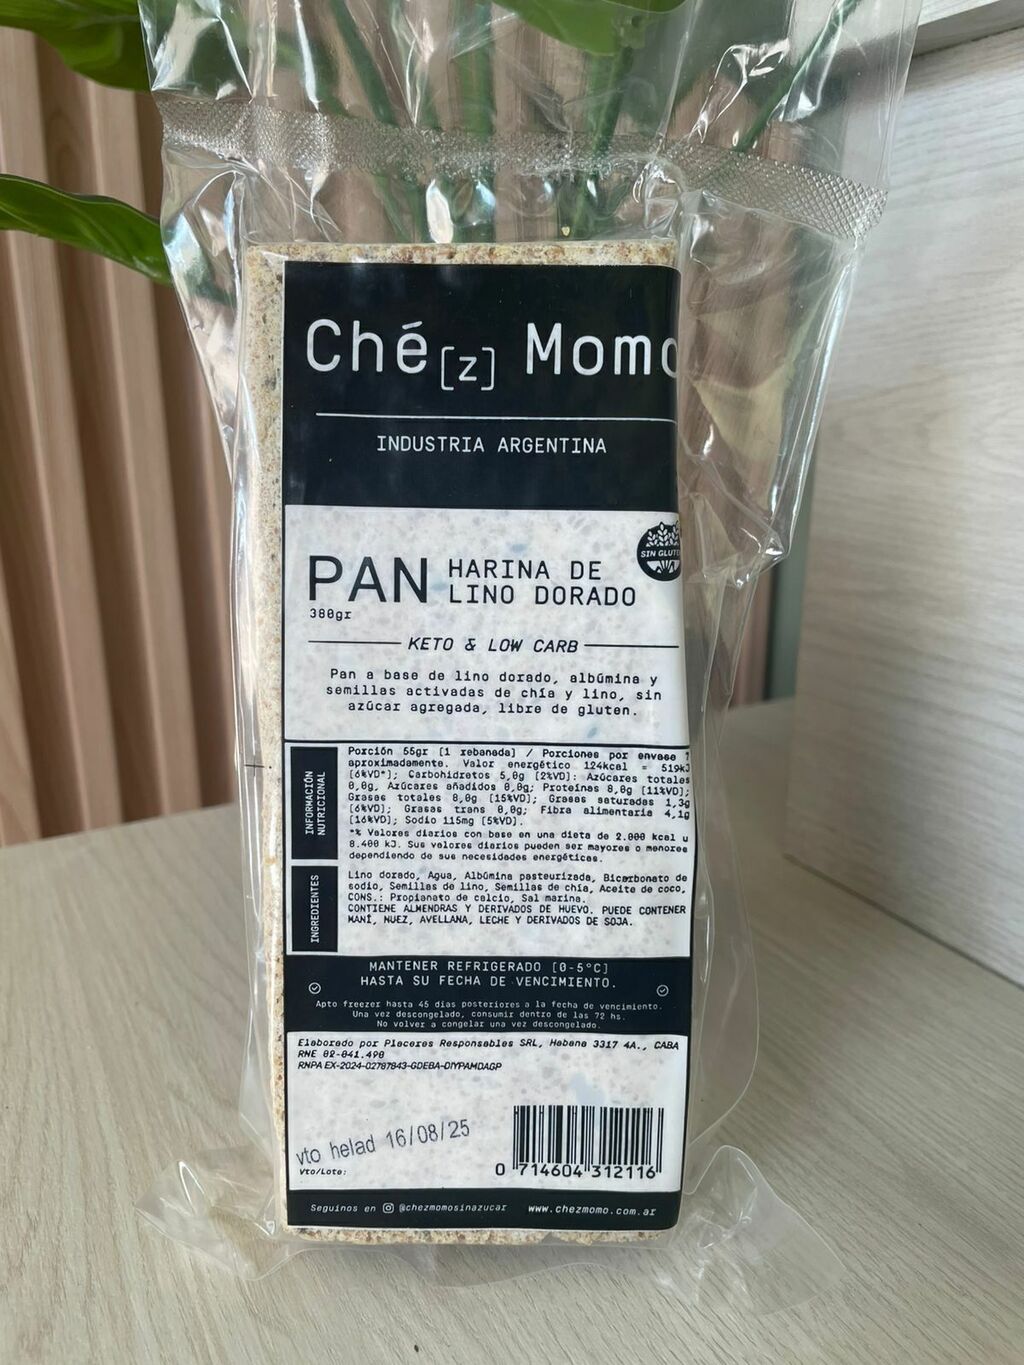 Ché[z] Momo
INDUSTRIA ARGENTINA
SIN GLUTEN
PAN HARINA DE
LINO DORADO
380gr
KETO & LOW CARB
Pan a base de lino dorado, albúmina y
semillas activadas de chía y lino, sin
azúcar agregada, libre de gluten.
INFORMACIÓN
NUTRICIONAL
Porción 55gr [1 rebanada] / Porciones por envase 7
aproximadamente. Valor energético 124kcal = 519kJ
[6%VD*]; Carbohidratos 5,0g [2%VD]: Azúcares totales
0,0g, Azúcares añadidos 0,0g; Proteínas 8,0g [11%VD];
Grasas totales 8,0g [15%VD]; Grasas saturadas 1,3g
[6%VD]; Grasas trans 0,0g; Fibra alimentaria 4,1g
[16%VD]; Sodio 115mg [5%VD].
*% Valores diarios con base en una dieta de 2.000 kcal u
8.400 kJ. Sus valores diarios pueden ser mayores o menores
dependiendo de sus necesidades energéticas.
INGREDIENTES
Lino dorado, Agua, Albúmina pasteurizada, Bicarbonato de
sodio, Semillas de lino, Semillas de chía, Aceite de coco,
CONS.: Propianato de calcio, Sal marina.
CONTIENE ALMENDRAS Y DERIVADOS DE HUEVO. PUEDE CONTENER
MANÍ, NUEZ, AVELLANA, LECHE Y DERIVADOS DE SOJA.
MANTENER REFRIGERADO [0-5°C]
HASTA SU FECHA DE VENCIMIENTO.
Apto freezer hasta 45 días posteriores a la fecha de vencimiento.
Una vez descongelado, consumir dentro de las 72 hs.
No volver a congelar una vez descongelado.
Elaborado por Placeres Responsables SRL, Habana 3317 4A., CABA
RNE 02-041.490
RNPA EX-2024-02787843-GDEBA-DIYPAMDAGP
vto helad 16/08/25
Vto/Lote:
0 714604 312116
Seguinos en @chezmomosinazucar www.chezmomo.com.ar